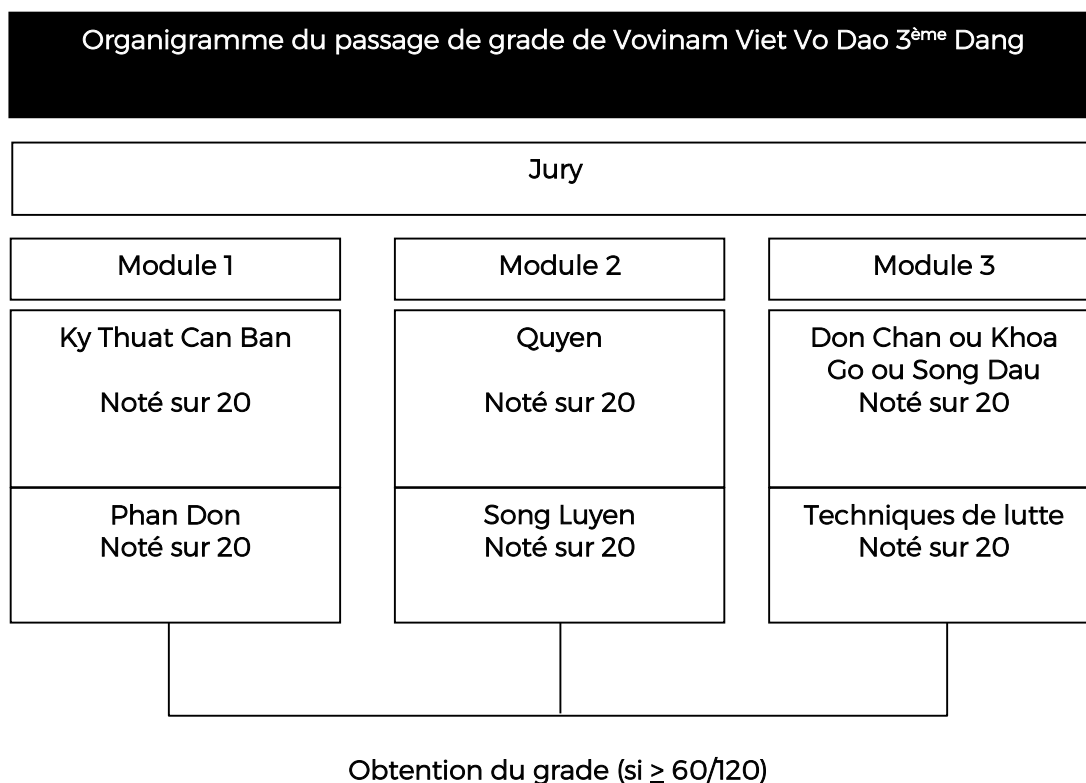 Organigramme du passage de grade de Vovinam Viet Vo Dao 3ème Dang
Jury
Module 1
Ky Thuat Can Ban
Noté sur 20
Phan Don
Noté sur 20
Module 2
Quyen
Noté sur 20
Song Luyen
Noté sur 20
Module 3
Don Chan ou Khoa
Go ou Song Dau
Noté sur 20
Techniques de lutte
Noté sur 20
Obtention du grade (si ≥ 60/120)